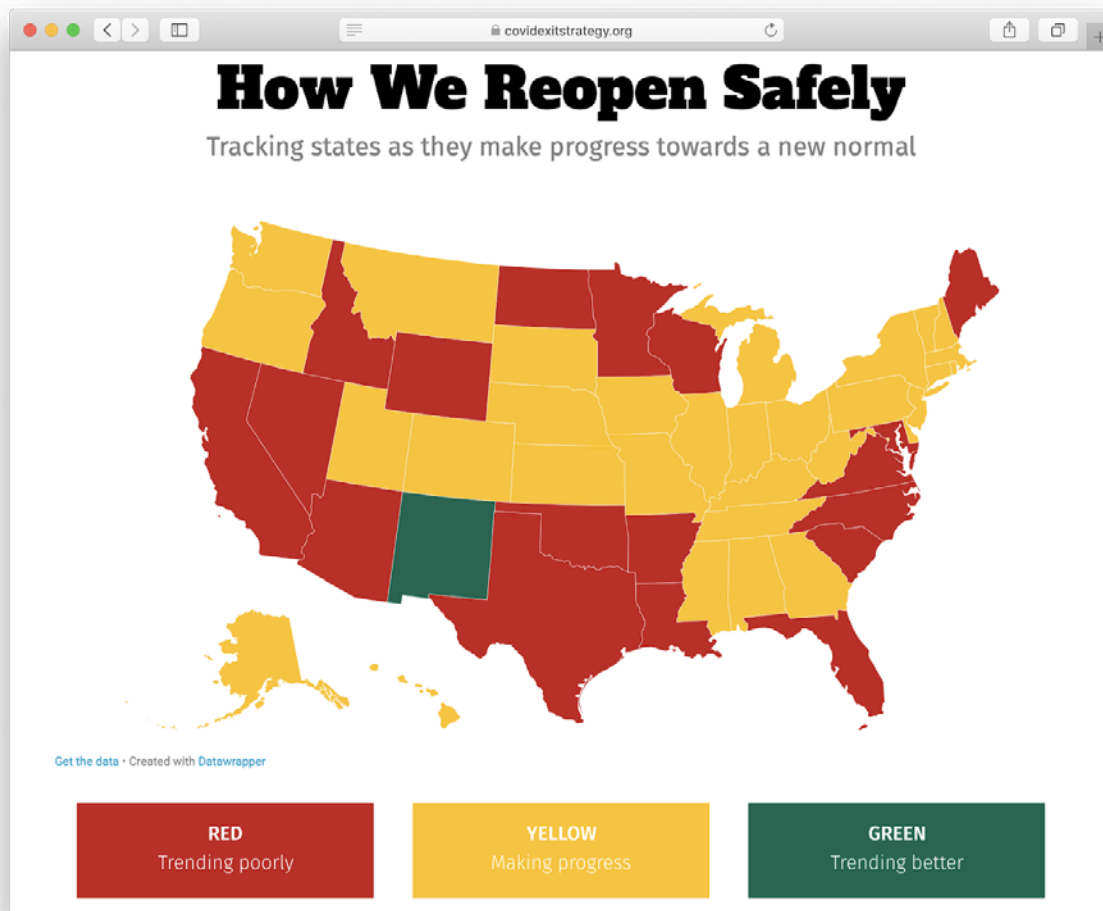 covidexitstrategy.org
How We Reopen Safely
Tracking states as they make progress towards a new normal
Get the data • Created with Datawrapper
RED
Trending poorly
YELLOW
Making progress
GREEN
Trending better